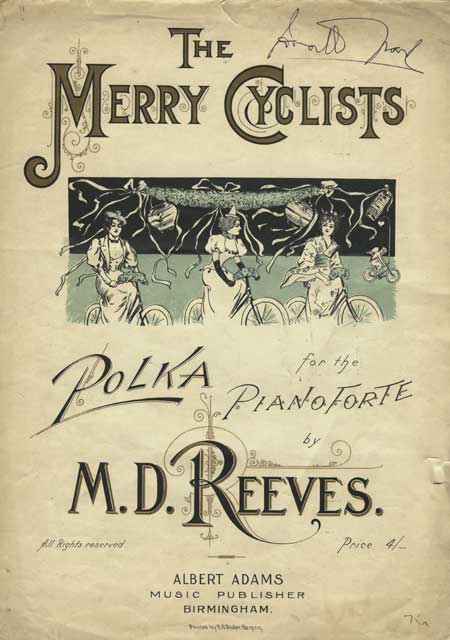 THE
MERRY CYCLISTS
POLKA
for the
PIANOFORTE
by
M.D. REEVES.
All Rights reserved.
Price 4/-
ALBERT ADAMS
MUSIC PUBLISHER
BIRMINGHAM.